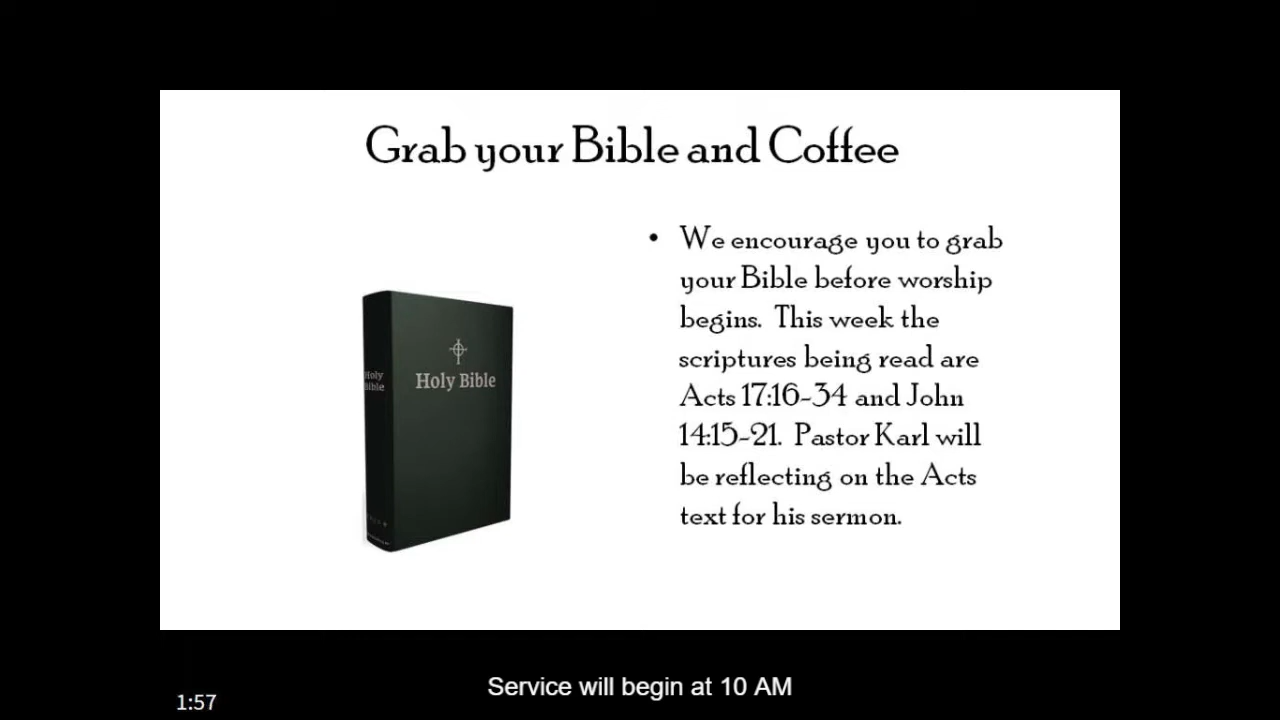 Grab your Bible and Coffee
• We encourage you to grab
your Bible before worship
begins. This week the
scriptures being read are
Acts 17:16-34 and John
14:15-21. Pastor Karl will
be reflecting on the Acts
text for his sermon.
Holy
Bible
Holy Bible
Service will begin at 10 AM
1:57